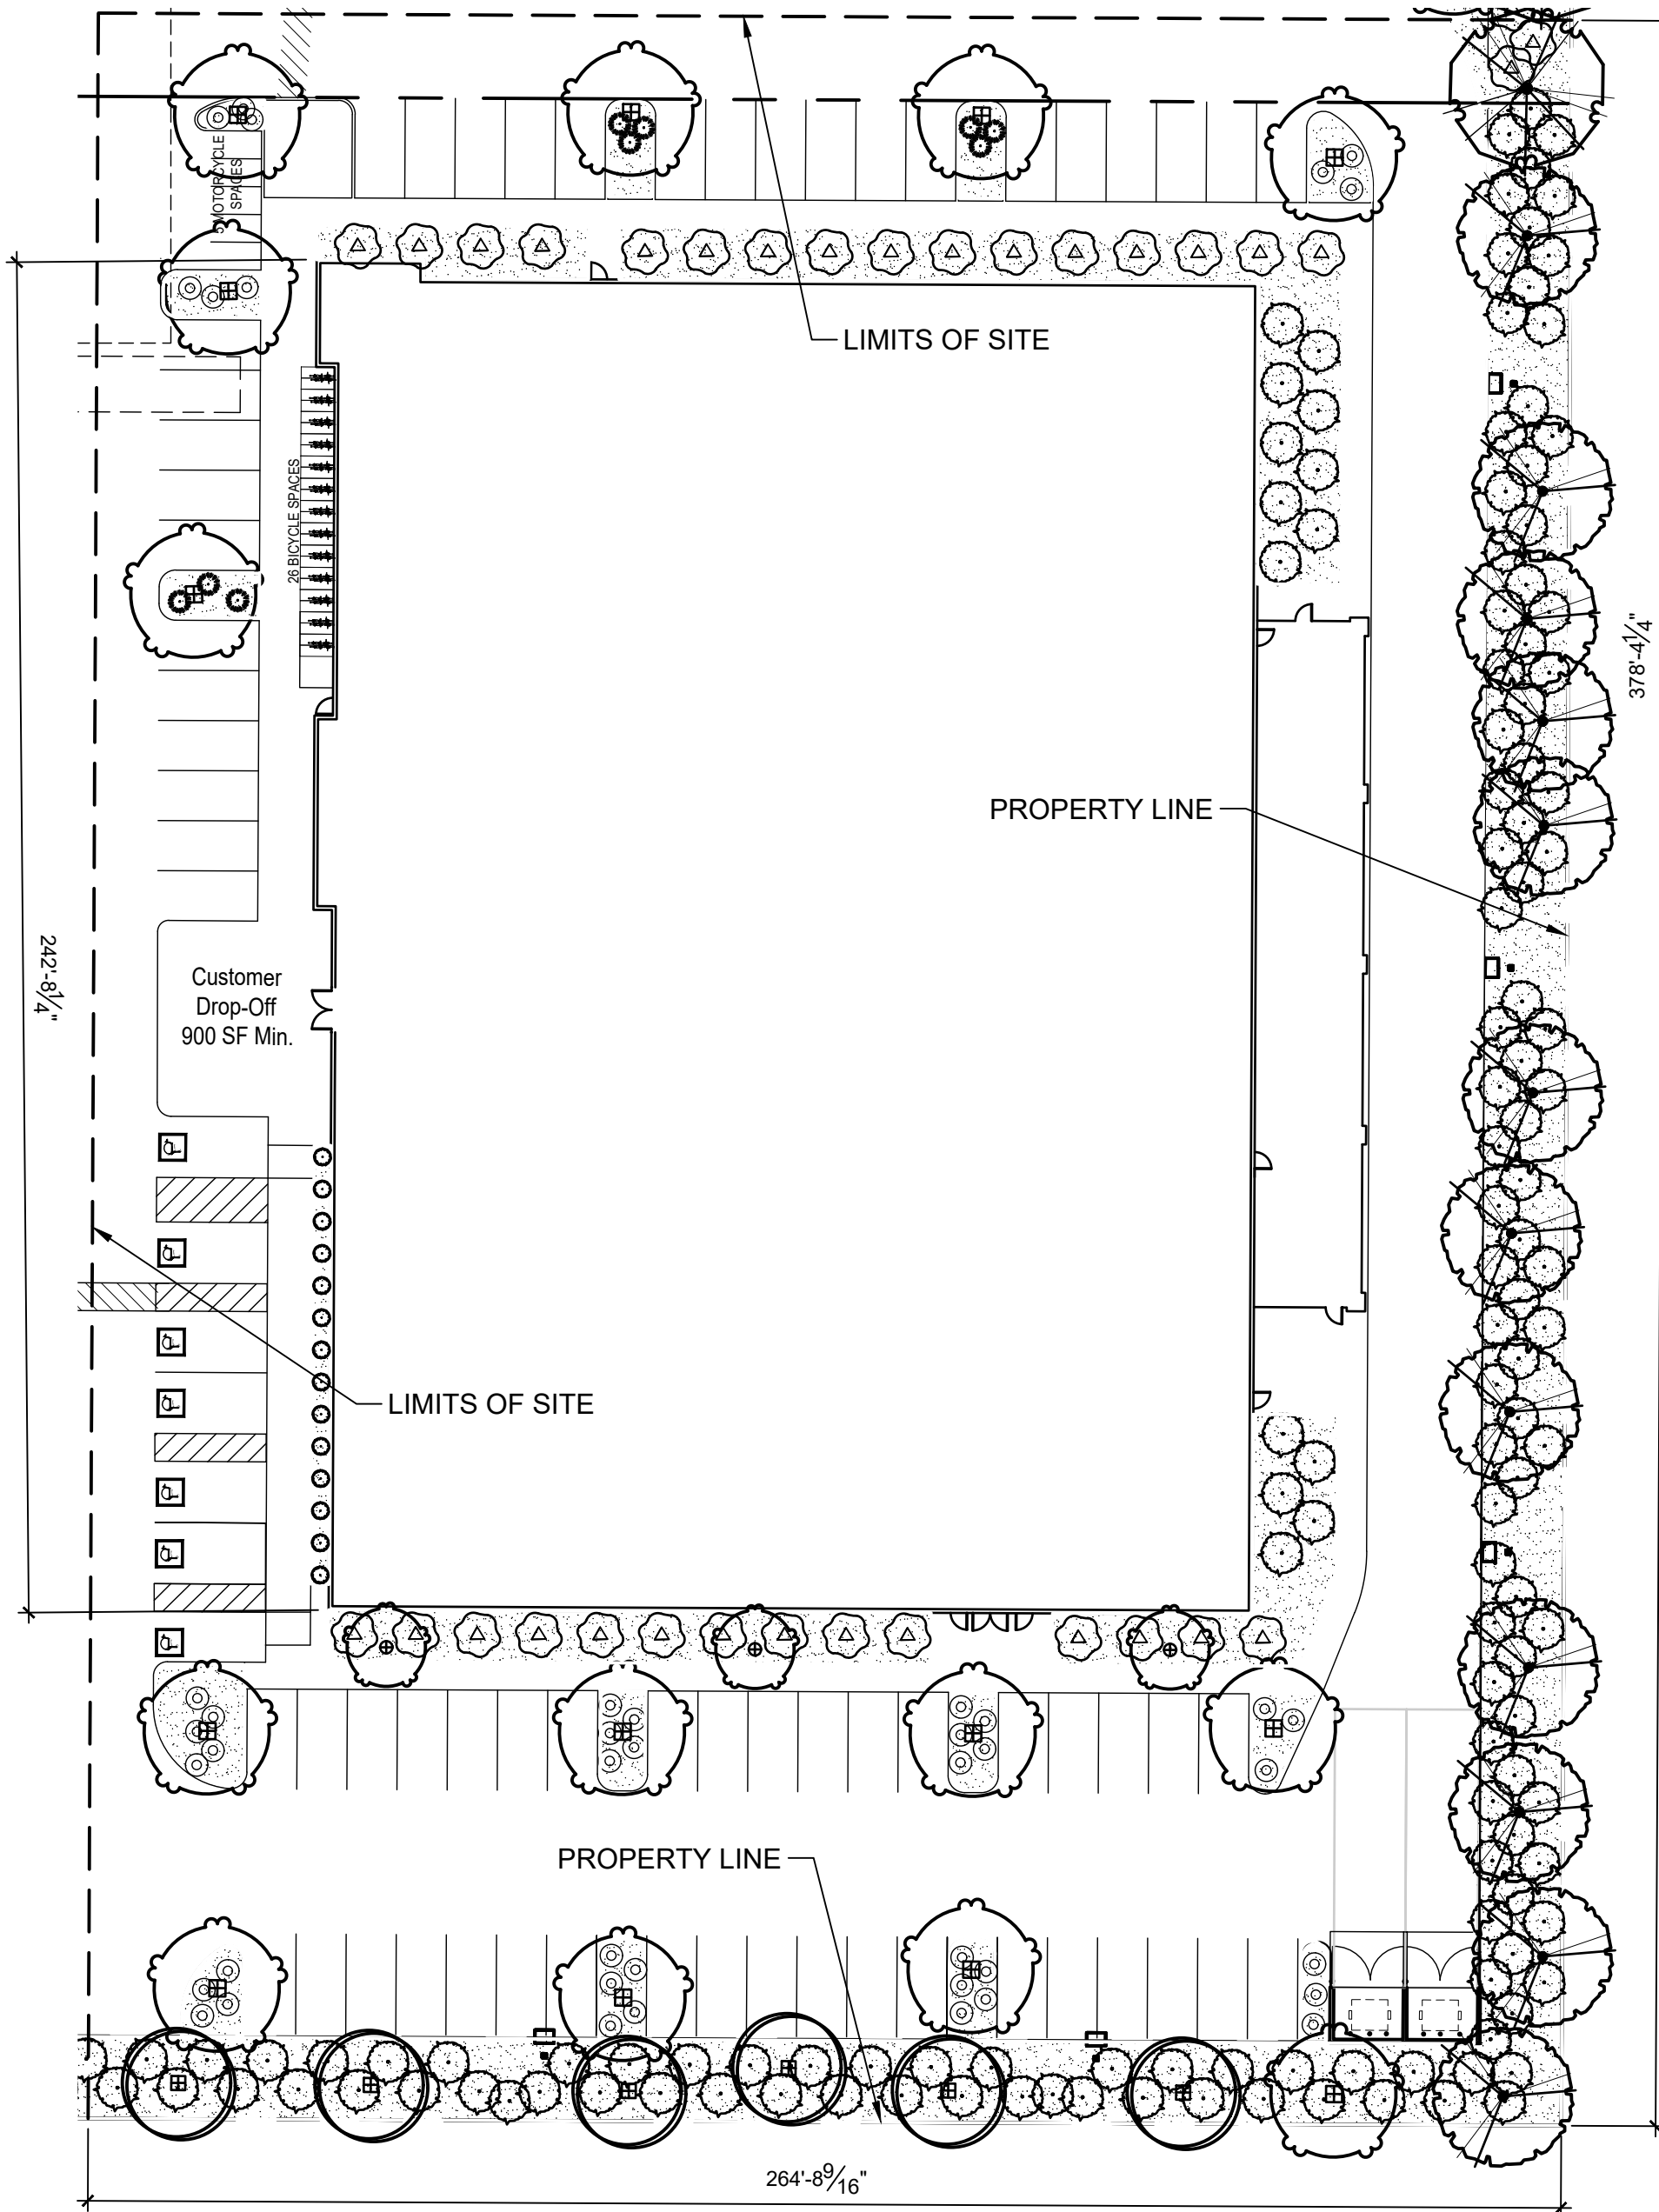 5 MOTORCYCLE
SPACES
LIMITS OF SITE
26 BICYCLE SPACES
378'-4 1/4"
PROPERTY LINE
242'-8 1/4"
Customer
Drop-Off
900 SF Min.
LIMITS OF SITE
PROPERTY LINE
264'-8 9/16"